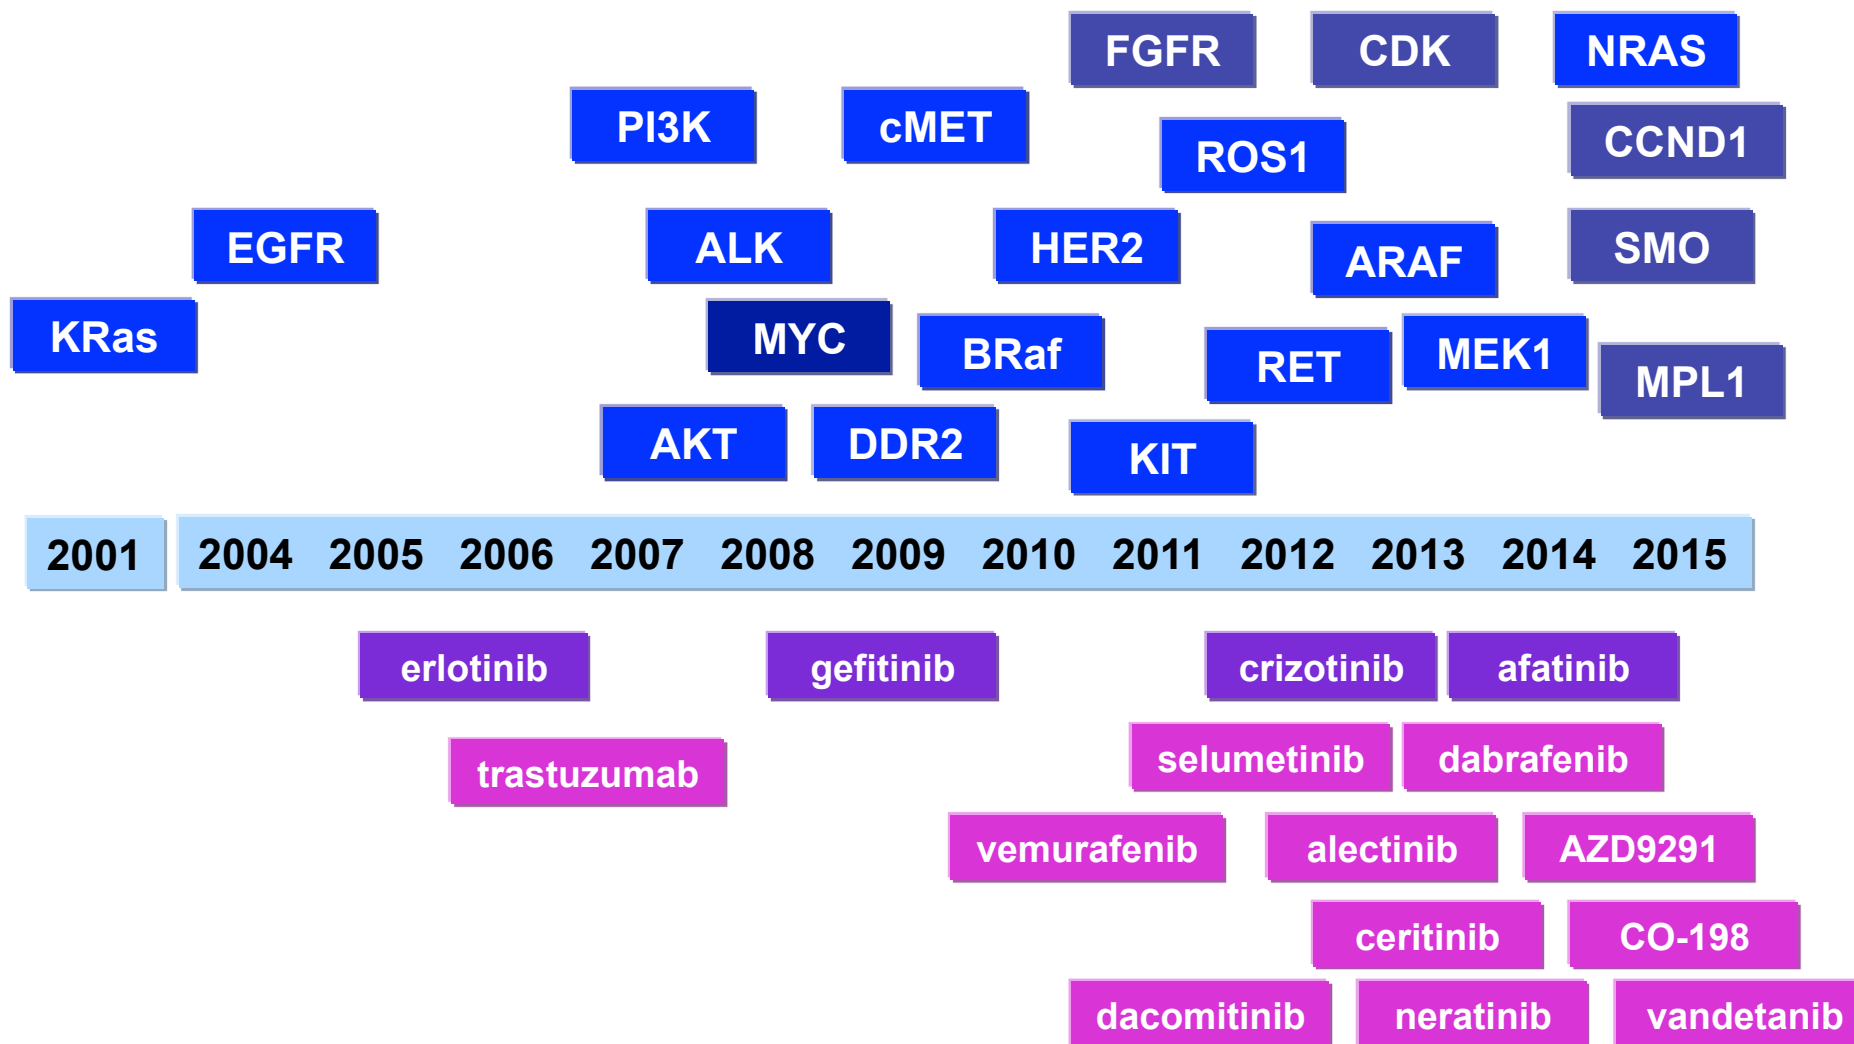 FGFR CDK NRAS
PI3K cMET ROS1 CCND1
EGFR ALK HER2 ARAF SMO
KRas MYC BRaf RET MEK1 MPL1
AKT DDR2 KIT
2001 2004 2005 2006 2007 2008 2009 2010 2011 2012 2013 2014 2015
erlotinib gefitinib crizotinib afatinib
trastuzumab selumetinib dabrafenib
vemurafenib alectinib AZD9291
ceritinib CO-198
dacomitinib neratinib vandetanib